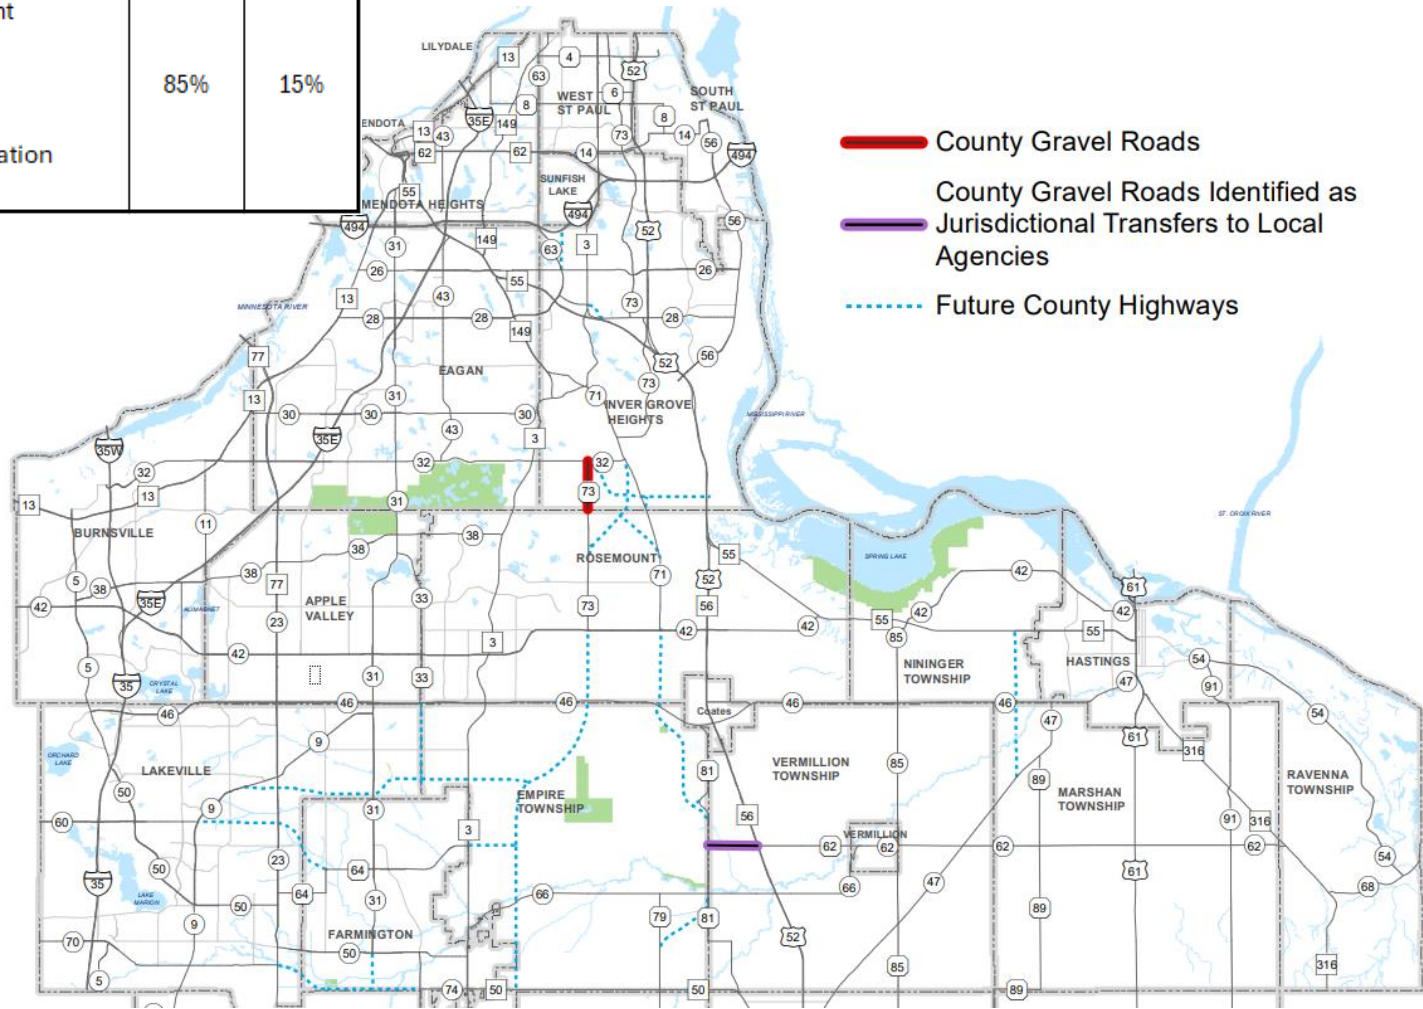 nt
85%
15%
ation
County Gravel Roads
County Gravel Roads Identified as
Jurisdictional Transfers to Local
Agencies
Future County Highways
LILYDALE
13
4
63
52
6
WEST
ST PAUL
SOUTH
ST PAUL
8
35E
149
8
ENDOTA
13
43
73
14
56
62
62
14
494
SUNFISH
LAKE
55
MENDOTA HEIGHTS
494
494
56
31
149
63
3
52
26
55
26
13
43
73
MINNESOTA RIVER
28
28
149
28
77
52
56
EAGAN
73
13
31
71
INVER GROVE
HEIGHTS
MISSISSIPPI RIVER
30
30
30
35E
43
3
35W
32
32
32
13
13
31
73
ST. CROIX RIVER
BURNSVILLE
11
38
38
ROSEMOUNT
55
SPRING LAKE
5
38
38
77
71
52
42
61
42
35E
ALIMAGNET
APPLE
VALLEY
33
73
56
42
42
23
42
42
55
85
55
3
5
42
31
33
NININGER
TOWNSHIP
HASTINGS
54
35
CRYSTAL
LAKE
47
91
46
46
46
Coates
46
46
47
54
9
61
316
ORCHARD
LAKE
LAKEVILLE
81
VERMILLION
TOWNSHIP
85
89
MARSHAN
TOWNSHIP
RAVENNA
TOWNSHIP
50
9
31
EMPIRE
TOWNSHIP
60
3
56
91
316
VERMILLION
62
62
62
62
23
64
50
54
35
64
66
66
47
61
68
LAKE
MARION
50
31
89
9
79
81
FARMINGTON
52
70
50
316
5
85
74
50
50
89